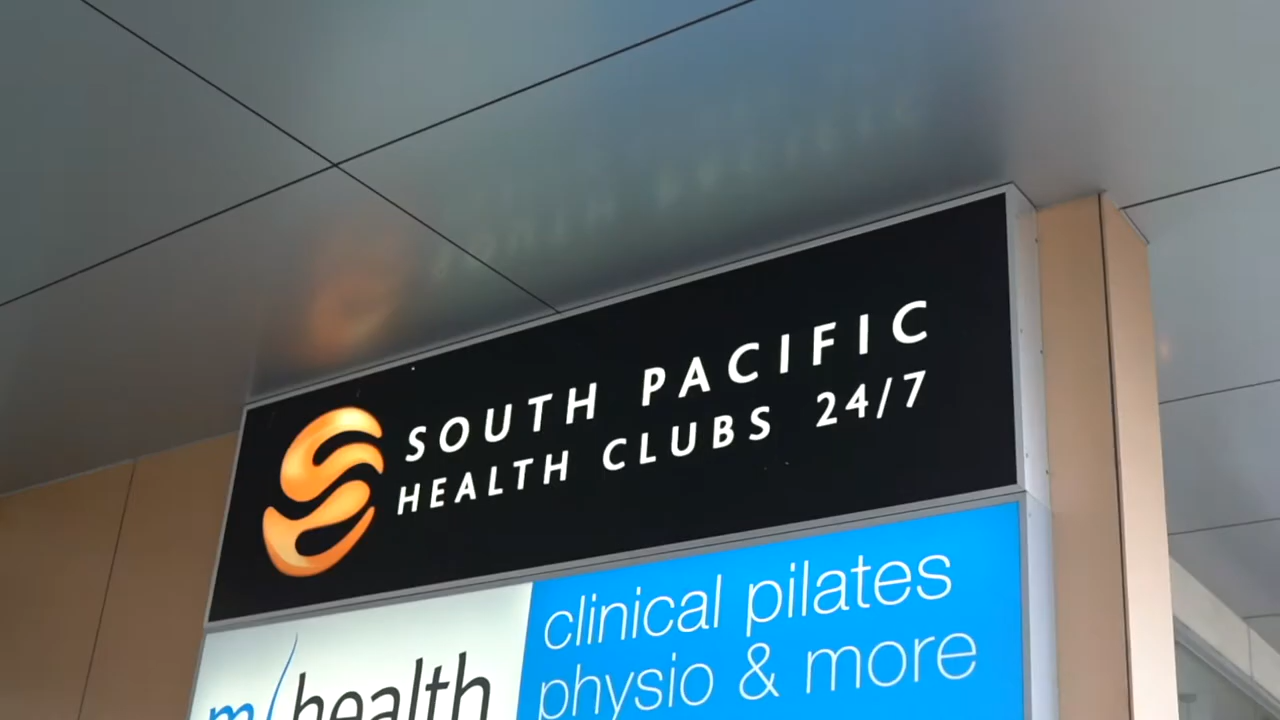 SOUTH PACIFIC
HEALTH CLUBS 24/7
clinical pilates
physio & more
health